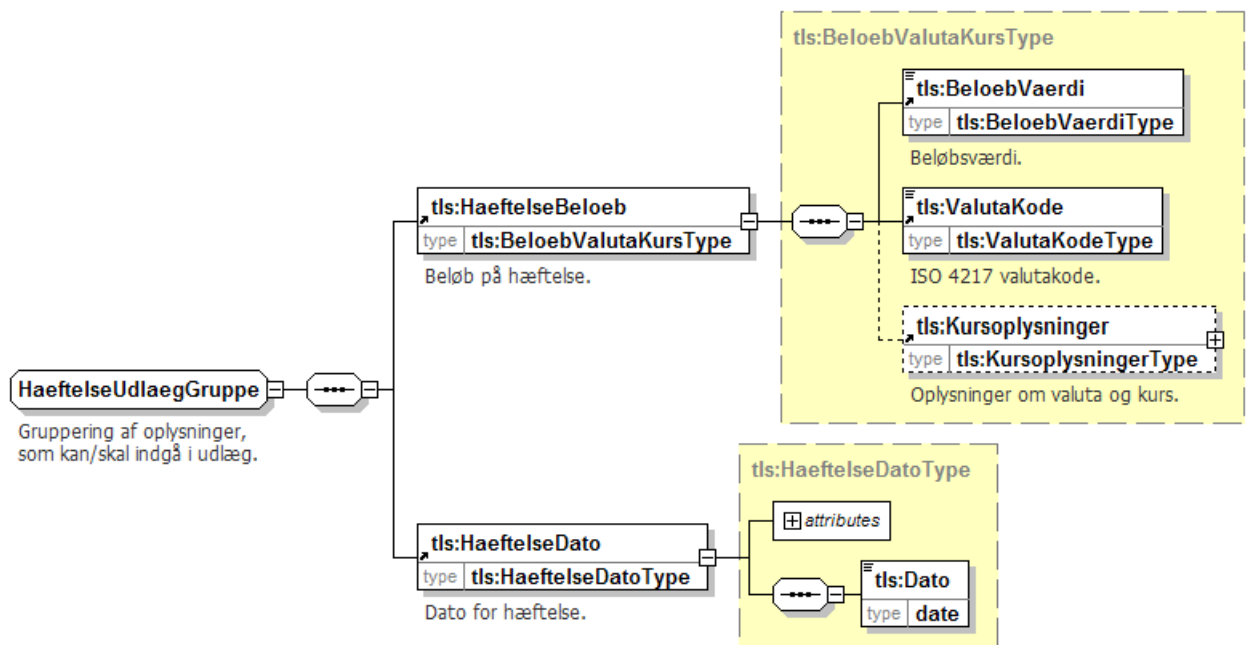 tls:BeloebValutaKursType
tls:BeloebVaerdi
type tls:BeloebVaerdiType
Beløbsværdi.
tls:HaeftelseBeloeb
type tls:BeloebValutaKursType
Beløb på hæftelse.
tls:ValutaKode
type tls:ValutaKodeType
ISO 4217 valutakode.
tls:Kursoplysninger
type tls:KursoplysningerType
Oplysninger om valuta og kurs.
HaeftelseUdlaegGruppe
Gruppering af oplysninger,
som kan/skal indgå i udlæg.
tls:HaeftelseDatoType
attributes
tls:HaeftelseDato
type tls:HaeftelseDatoType
Dato for hæftelse.
tls:Dato
type date